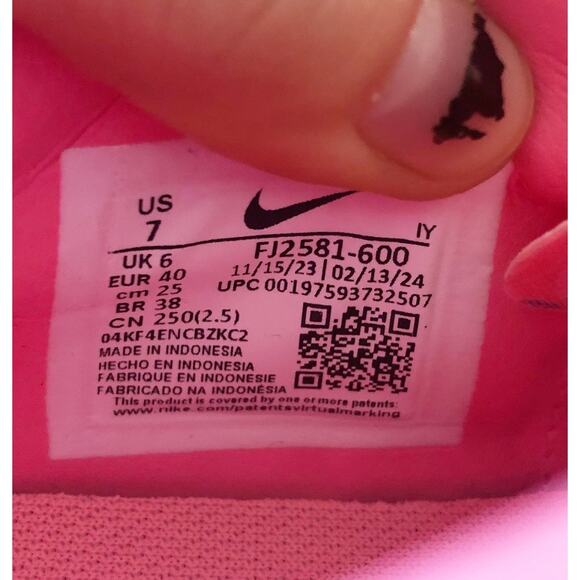 US
7
IY
UK 6
FJ2581-600
EUR 40
11/15/23 | 02/13/24
cm 25
UPC 00197593732507
BR 38
CN 250(2.5)
04KF4ENCBZKC2
MADE IN INDONESIA
HECHO EN INDONESIA
FABRIQUE EN INDONESIE
FABRICADO NA INDONÉSIA
This product is covered by one or more patents:
www.nike.com/patentsvirtualmarking